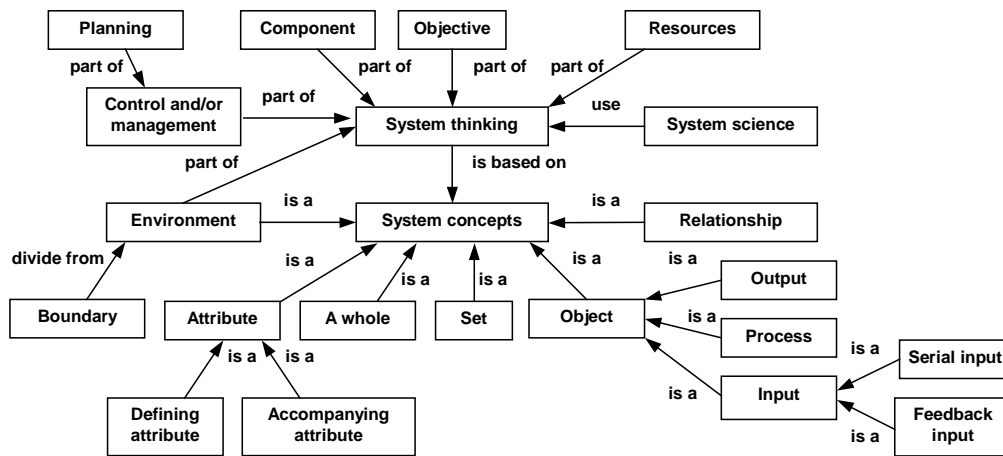 Planning
Component
Objective
Resources
part of
part of
part of
part of
Control and/or
management
part of
System thinking
use
System science
part of
is based on
Environment
is a
System concepts
is a
Relationship
divide from
is a
is a
is a
is a
is a
Output
Boundary
Attribute
A whole
Set
Object
is a
Process
is a
is a
is a
Serial input
is a
Input
Defining
attribute
Accompanying
attribute
is a
Feedback
input